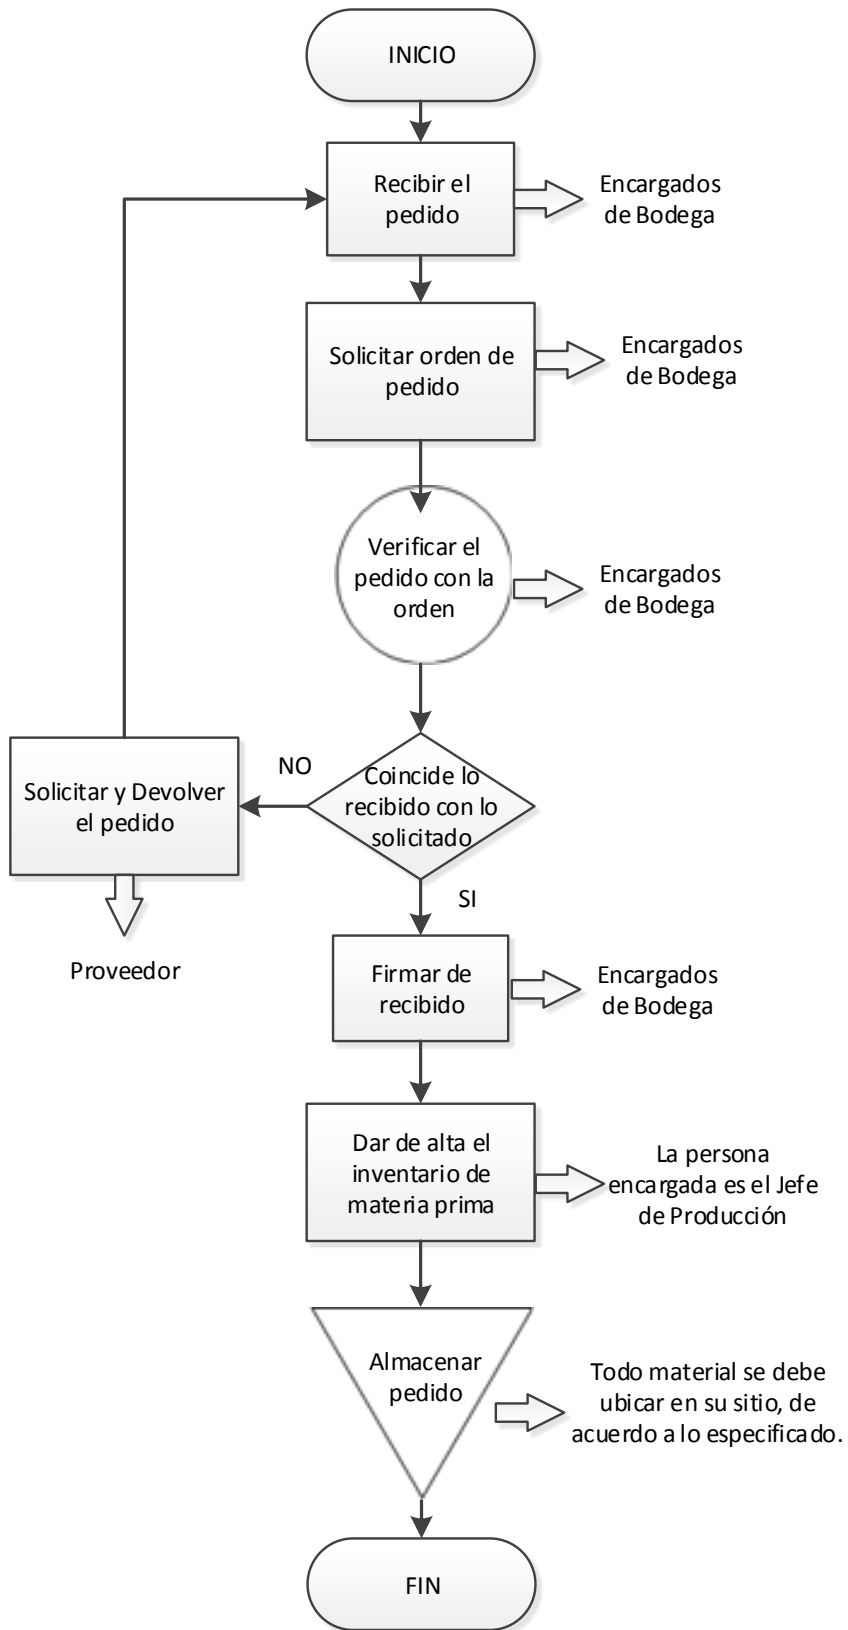 INICIO
Recibir el
pedido
Encargados
de Bodega
Solicitar orden de
pedido
Encargados
de Bodega
Verificar el
pedido con la
orden
Encargados
de Bodega
NO
Coincide lo
recibido con lo
solicitado
Solicitar y Devolver
el pedido
SI
Proveedor
Firmar de
recibido
Encargados
de Bodega
Dar de alta el
inventario de
materia prima
La persona
encargada es el Jefe
de Producción
Almacenar
pedido
Todo material se debe
ubicar en su sitio, de
acuerdo a lo especificado.
FIN